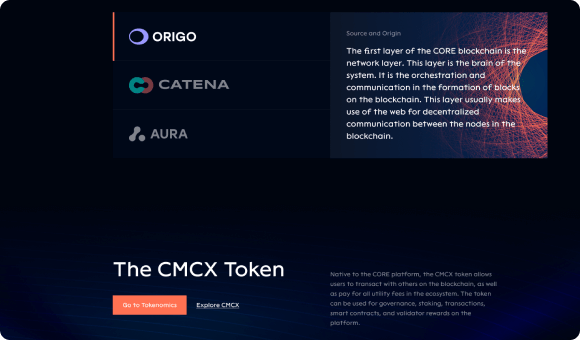 ORIGO
CATENA
AURA
Source and Origin
The first layer of the CORE blockchain is the
network layer. This layer is the brain of the
system. It is the orchestration and
communication in the formation of blocks
on the blockchain. This layer usually makes
use of the web for decentralized
communication between the nodes in the
blockchain.
The CMCX Token
Go to Tokenomics
Explore CMCX
Native to the CORE platform, the CMCX token allows
users to transact with others on the blockchain, as well
as pay for all utility fees in the ecosystem. The token
can be used for governance, staking, transactions,
smart contracts, and validator rewards on the
platform.